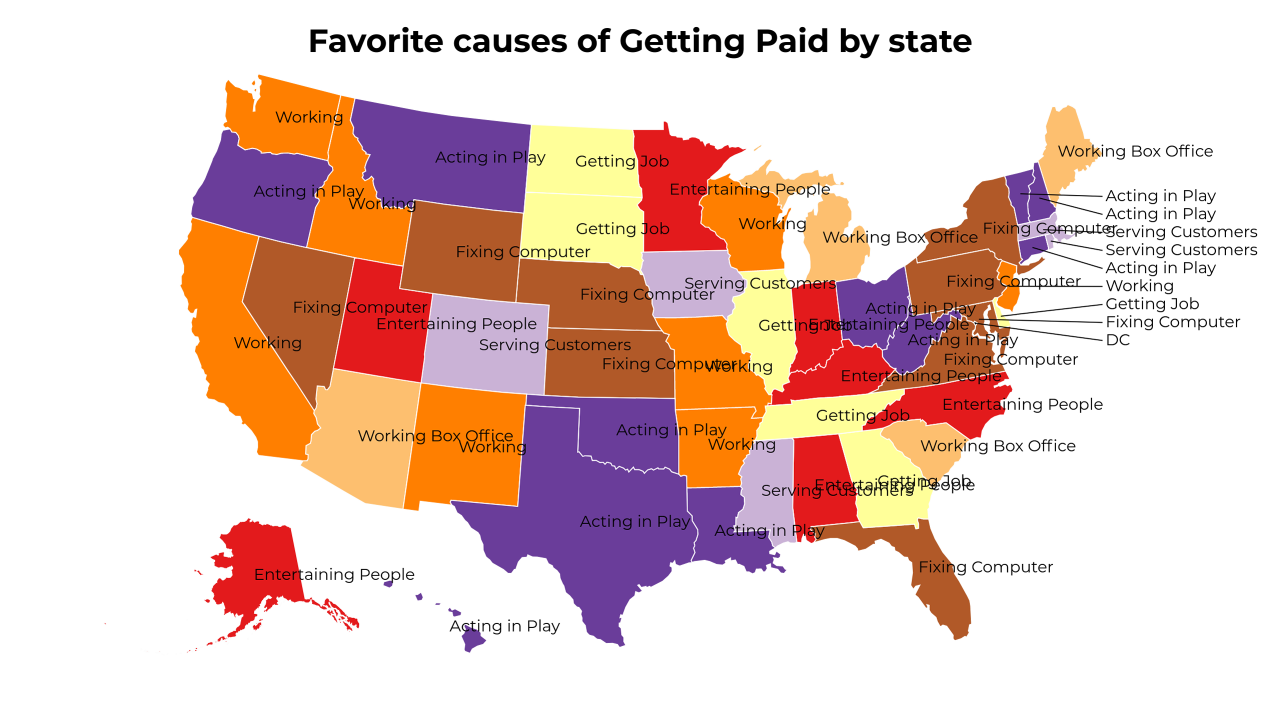 Favorite causes of Getting Paid by state
Working
Working Box Office
Acting in Play
Getting Job
Entertaining People
Acting in Play
Working
Acting in Play
Acting in Play
Working
Fixing Computer
Serving Customers
Getting Job
Working Box Office
Serving Customers
Fixing Computer
Acting in Play
Fixing Computer
Working
Serving Customers
Fixing Computer
Getting Job
Fixing Computer
Entertaining People
Acting in Play
Fixing Computer
Getting Job
Entertaining People
DC
Working
Acting in Play
Serving Customers
Fixing Computer
Fixing Computer
Working
Entertaining People
Entertaining People
Getting Job
Working Box Office
Acting in Play
Working
Working
Working Box Office
Getting Job
Entertaining People
Serving Customers
Acting in Play
Acting in Play
Fixing Computer
Entertaining People
Acting in Play